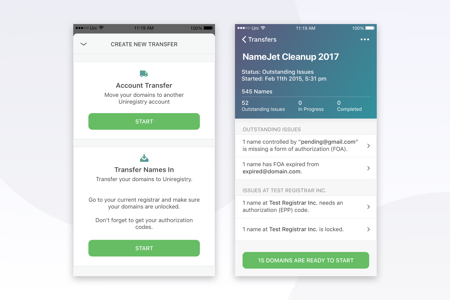 Uni
11:19 AM
CREATE NEW TRANSFER
Account Transfer
Move your domains to another
Uniregistry account
START
Transfer Names In
Transfer your domains to Uniregistry.
Go to your current registrar and make sure
your domains are unlocked.
Don't forget to get your authorization
codes.
START
Uni
11:19 AM
Transfers
NameJet Cleanup 2017
Status: Outstanding Issues
Started: Feb 11th 2015, 5:31 pm
545 Names
52 0 0
Outstanding Issues In Progress Completed
OUTSTANDING ISSUES
1 name controlled by "pending@gmail.com"
is missing a form of authorization (FOA).
1 name has FOA expired from
expired@domain.com.
ISSUES AT TEST REGISTRAR INC.
1 name at Test Registrar Inc. needs an
authorization (EPP) code.
1 name at Test Registrar Inc. is locked.
15 DOMAINS ARE READY TO START